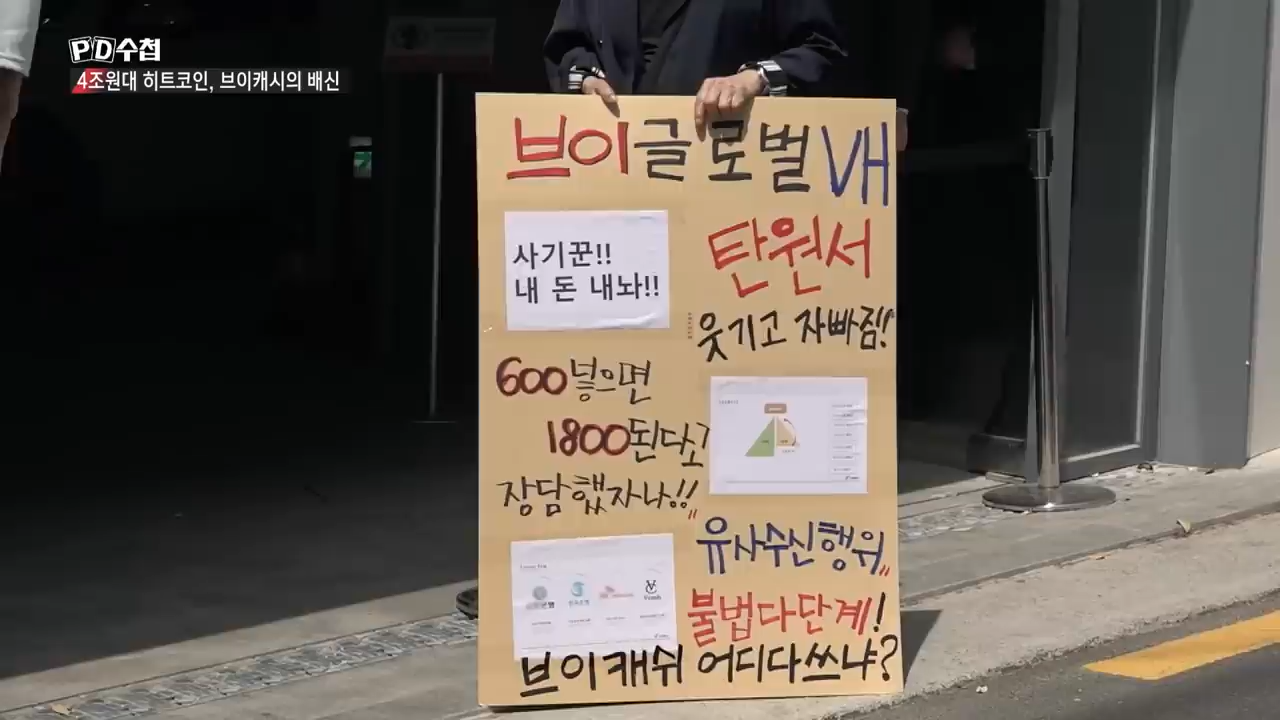 PD수첩
4조원대 히트코인, 브이캐시의 배신
브이글로벌 VH
사기꾼!!
내 돈 내놔!!
탄원서
웃기고 자빠짐!!
600넣으면
1800된다고
장담했자나!!
유사수신행위
불법다단계!
브이캐쉬 어디다쓰냐?